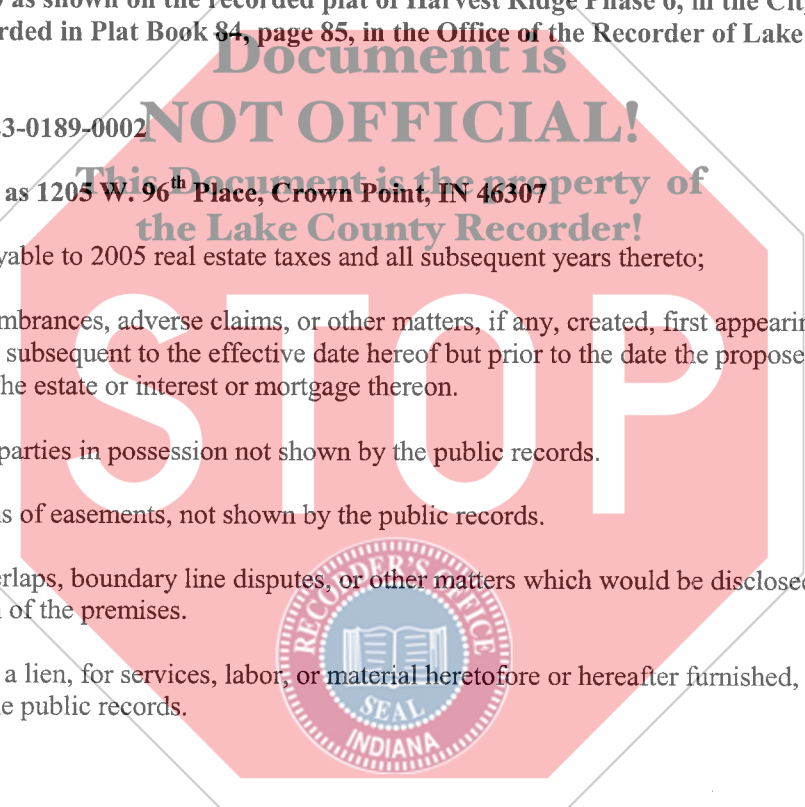 as shown on the recorded plat of Harvest Ridge Phase 6, in the City
rded in Plat Book 84, page 85, in the Office of the Recorder of Lake
Document is
NOT OFFICIAL!
3-0189-0002
This Document is the property of
as 1205 W. 96th Place, Crown Point, IN 46307
the Lake County Recorder!
yable to 2005 real estate taxes and all subsequent years thereto;
STOP
mbrances, adverse claims, or other matters, if any, created, first appearin
subsequent to the effective date hereof but prior to the date the propose
he estate or interest or mortgage thereon.
parties in possession not shown by the public records.
s of easements, not shown by the public records.
erlaps, boundary line disputes, or other matters which would be disclosed
of the premises.
RECORDER'S OFFICE
a lien, for services, labor, or material heretofore or hereafter furnished,
e public records.
SEAL
INDIANA